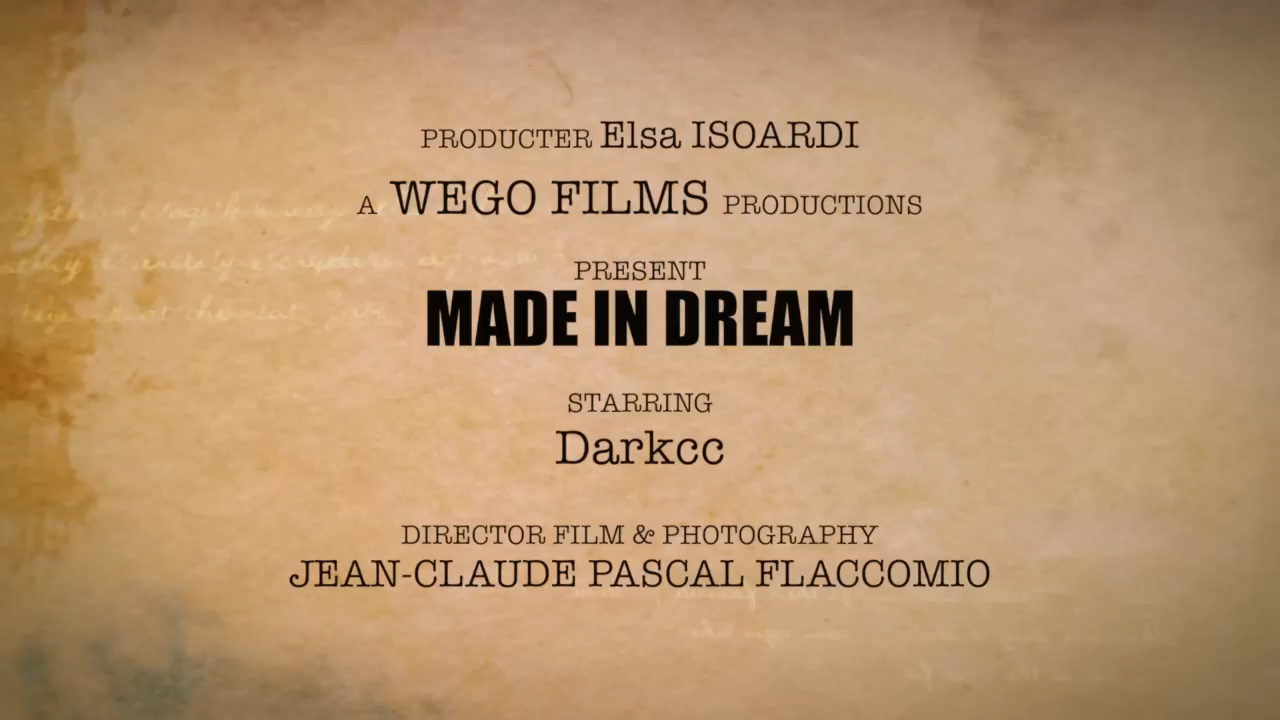 PRODUCTER Elsa ISOARDI
A WEGO FILMS PRODUCTIONS
PRESENT
MADE IN DREAM
STARRING
Darkcc
DIRECTOR FILM & PHOTOGRAPHY
JEAN-CLAUDE PASCAL FLACCOMIO